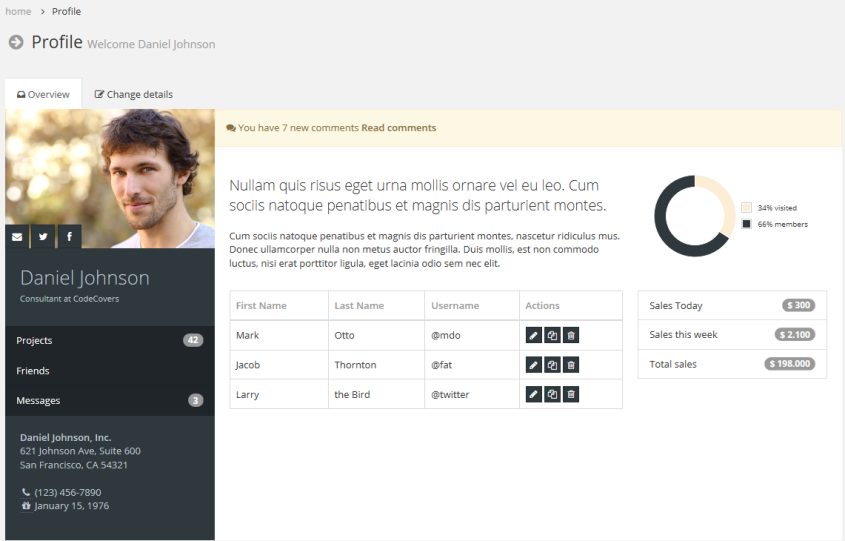 home > Profile
Profile Welcome Daniel Johnson
Overview Change details
You have 7 new comments Read comments
Nullam quis risus eget urna mollis ornare vel eu leo. Cum
sociis natoque penatibus et magnis dis parturient montes.
Cum sociis natoque penatibus et magnis dis parturient montes, nascetur ridiculus mus.
Donec ullamcorper nulla non metus auctor fringilla. Duis mollis, est non commodo
luctus, nisi erat porttitor ligula, eget lacinia odio sem nec elit.
34% visited
66% members
Daniel Johnson
Consultant at CodeCovers
Projects 42
Friends
Messages 3
Daniel Johnson, Inc.
621 Johnson Ave, Suite 600
San Francisco, CA 54321
(123) 456-7890
January 15, 1976
First Name Last Name Username Actions
Mark Otto @mdo
Jacob Thornton @fat
Larry the Bird @twitter
Sales Today $ 300
Sales this week $ 2.100
Total sales $ 198.000